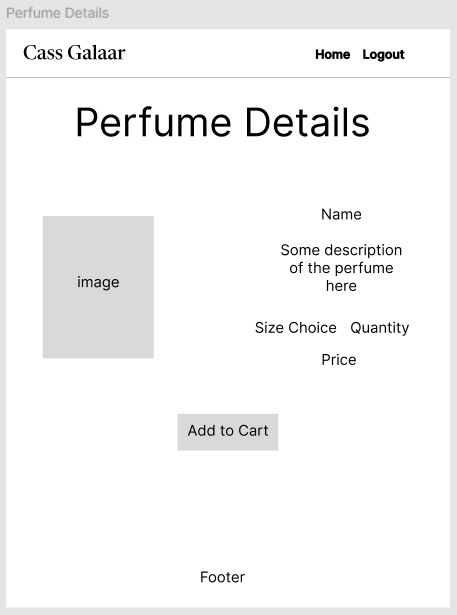 Perfume Details
Cass Galaar
Home Logout
Perfume Details
Name
image
Some description
of the perfume
here
Size Choice Quantity
Price
Add to Cart
Footer